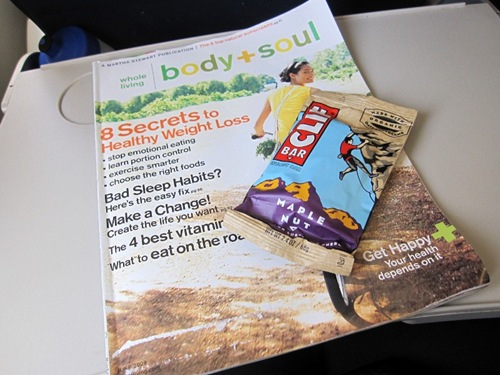 A MARTHA STEWART PUBLICATION
whole living
body+soul
8 Secrets to
Healthy Weight Loss
• stop emotional eating
• learn portion control
• exercise smarter
• choose the right foods
Bad Sleep Habits?
Here's the easy fix
Make a Change!
Create the life you want
The 4 best vitamin
What to eat on the roa
CLIF
BAR
MADE WITH
ORGANIC
MAPLE
NUT
Get Happy+
Your health
depends on it